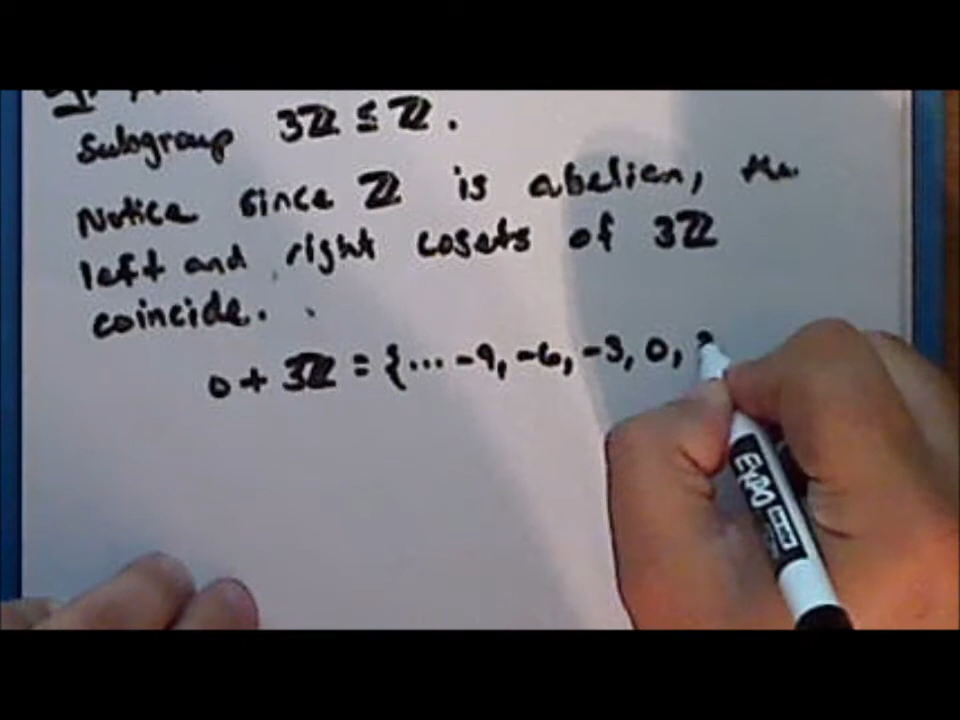 Subgroup 3ℤ ≤ ℤ.
Notice since ℤ is abelian, the
left and right cosets of 3ℤ
coincide.
0 + 3ℤ = {... -9, -6, -3, 0,
EXPO